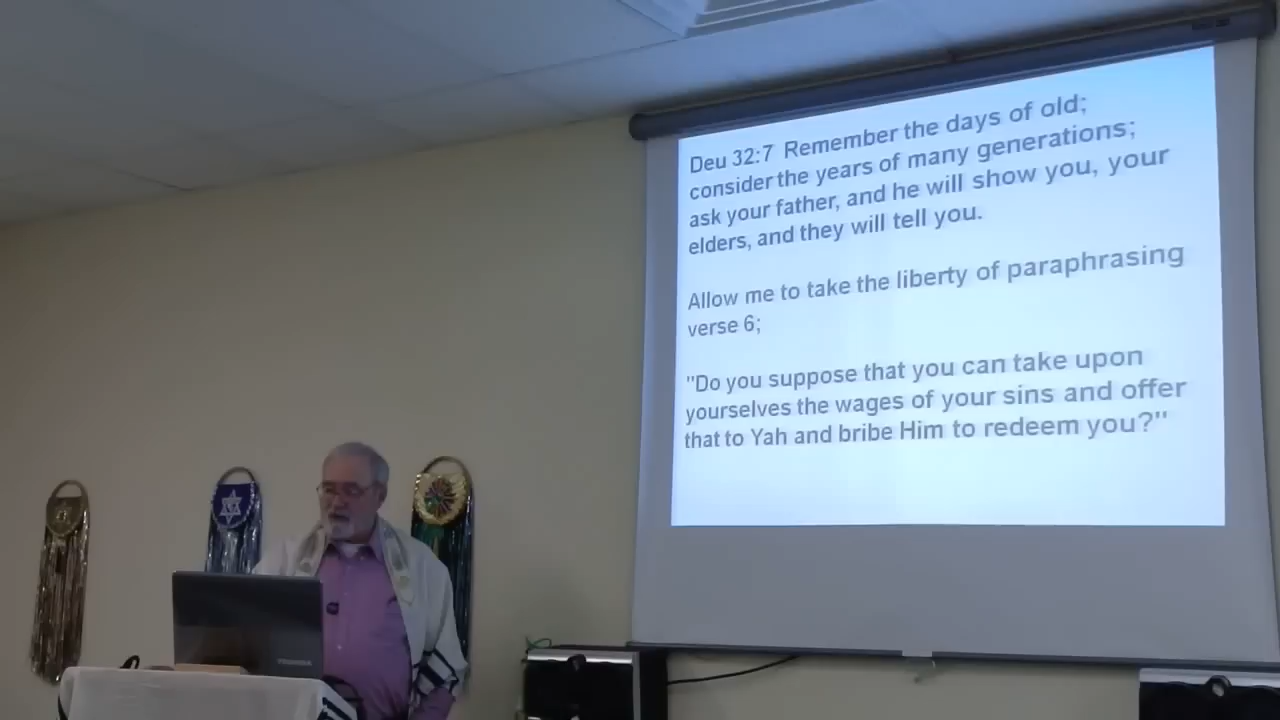 Deu 32:7 Remember the days of old;
consider the years of many generations;
ask your father, and he will show you, your
elders, and they will tell you.
Allow me to take the liberty of paraphrasing
verse 6;
"Do you suppose that you can take upon
yourselves the wages of your sins and offer
that to Yah and bribe Him to redeem you?"
TOSHIBA